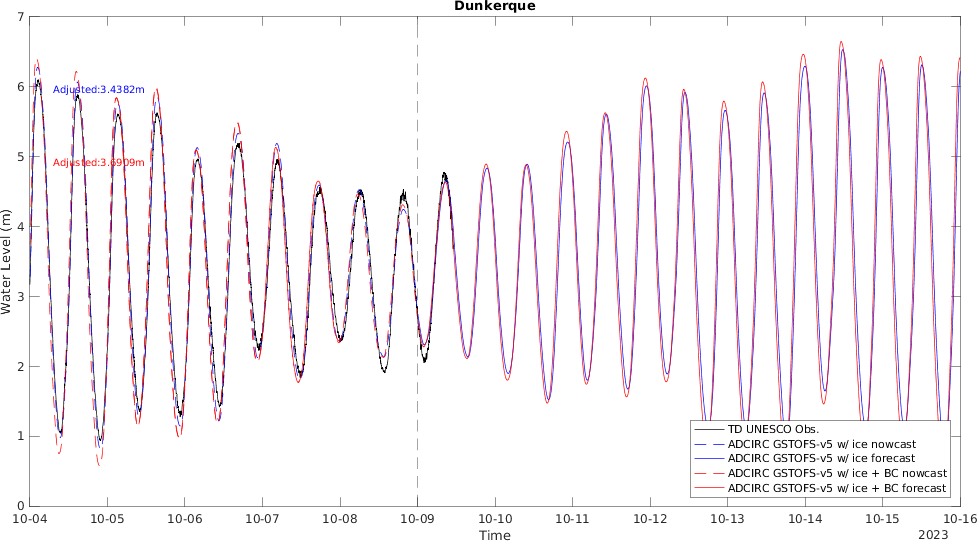 Dunkerque
7
6
5
4
3
2
1
0
Water Level (m)
Adjusted:3.4382m
Adjusted:3.6909m
TD UNESCO Obs.
ADCIRC GSTOFS-v5 w/ ice nowcast
ADCIRC GSTOFS-v5 w/ ice forecast
ADCIRC GSTOFS-v5 w/ ice + BC nowcast
ADCIRC GSTOFS-v5 w/ ice + BC forecast
10-04 10-05 10-06 10-07 10-08 10-09 10-10 10-11 10-12 10-13 10-14 10-15 10-16
Time
2023